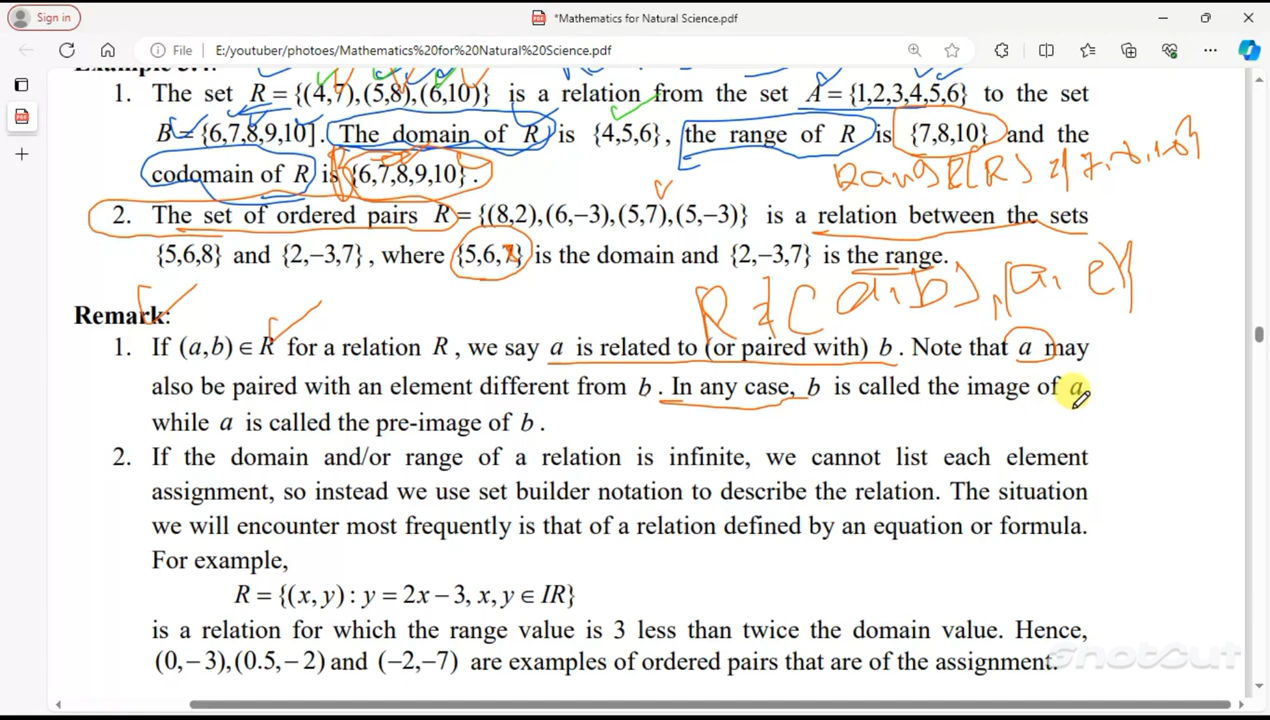 Sign in
*Mathematics for Natural Science.pdf
File E:/youtuber/photoes/Mathematics%20for%20Natural%20Science.pdf
1. The set R = {(4,7),(5,8),(6,10)} is a relation from the set A = {1,2,3,4,5,6} to the set
B = {6,7,8,9,10]. The domain of R is {4,5,6}, the range of R is {7,8,10} and the
codomain of R is {6,7,8,9,10}.
2. The set of ordered pairs R = {(8,2),(6,−3),(5,7),(5,−3)} is a relation between the sets
{5,6,8} and {2,−3,7}, where {5,6,7} is the domain and {2,−3,7} is the range.
Remark:
1. If (a,b) ∈ R for a relation R, we say a is related to (or paired with) b. Note that a may
also be paired with an element different from b. In any case, b is called the image of a
while a is called the pre-image of b.
2. If the domain and/or range of a relation is infinite, we cannot list each element
assignment, so instead we use set builder notation to describe the relation. The situation
we will encounter most frequently is that of a relation defined by an equation or formula.
For example,
R = {(x, y) : y = 2x − 3, x, y ∈ IR}
is a relation for which the range value is 3 less than twice the domain value. Hence,
(0,−3),(0.5,−2) and (−2,−7) are examples of ordered pairs that are of the assignment.
shotcut